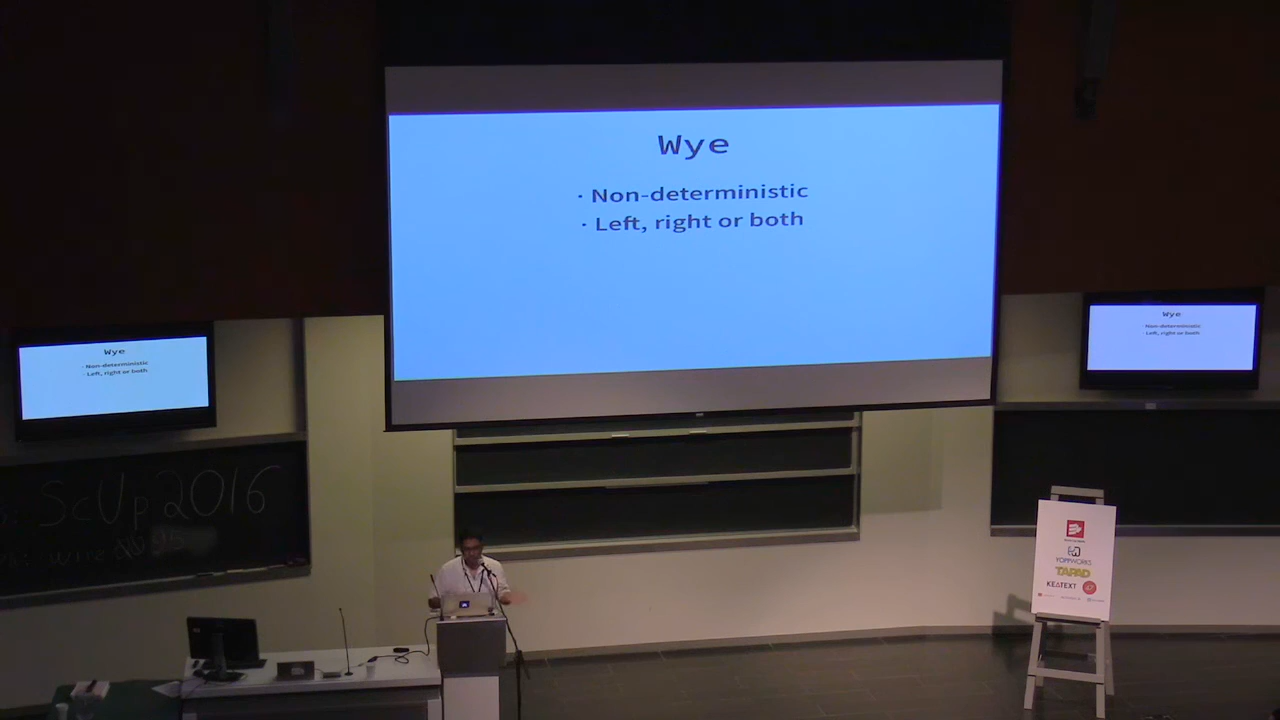 Wye
· Non-deterministic
· Left, right or both
Wye
· Non-deterministic
· Left, right or both
Wye
· Non-deterministic
· Left, right or both
ScUp 2016
YOPPWORKS
TAPAD
KEATEXT